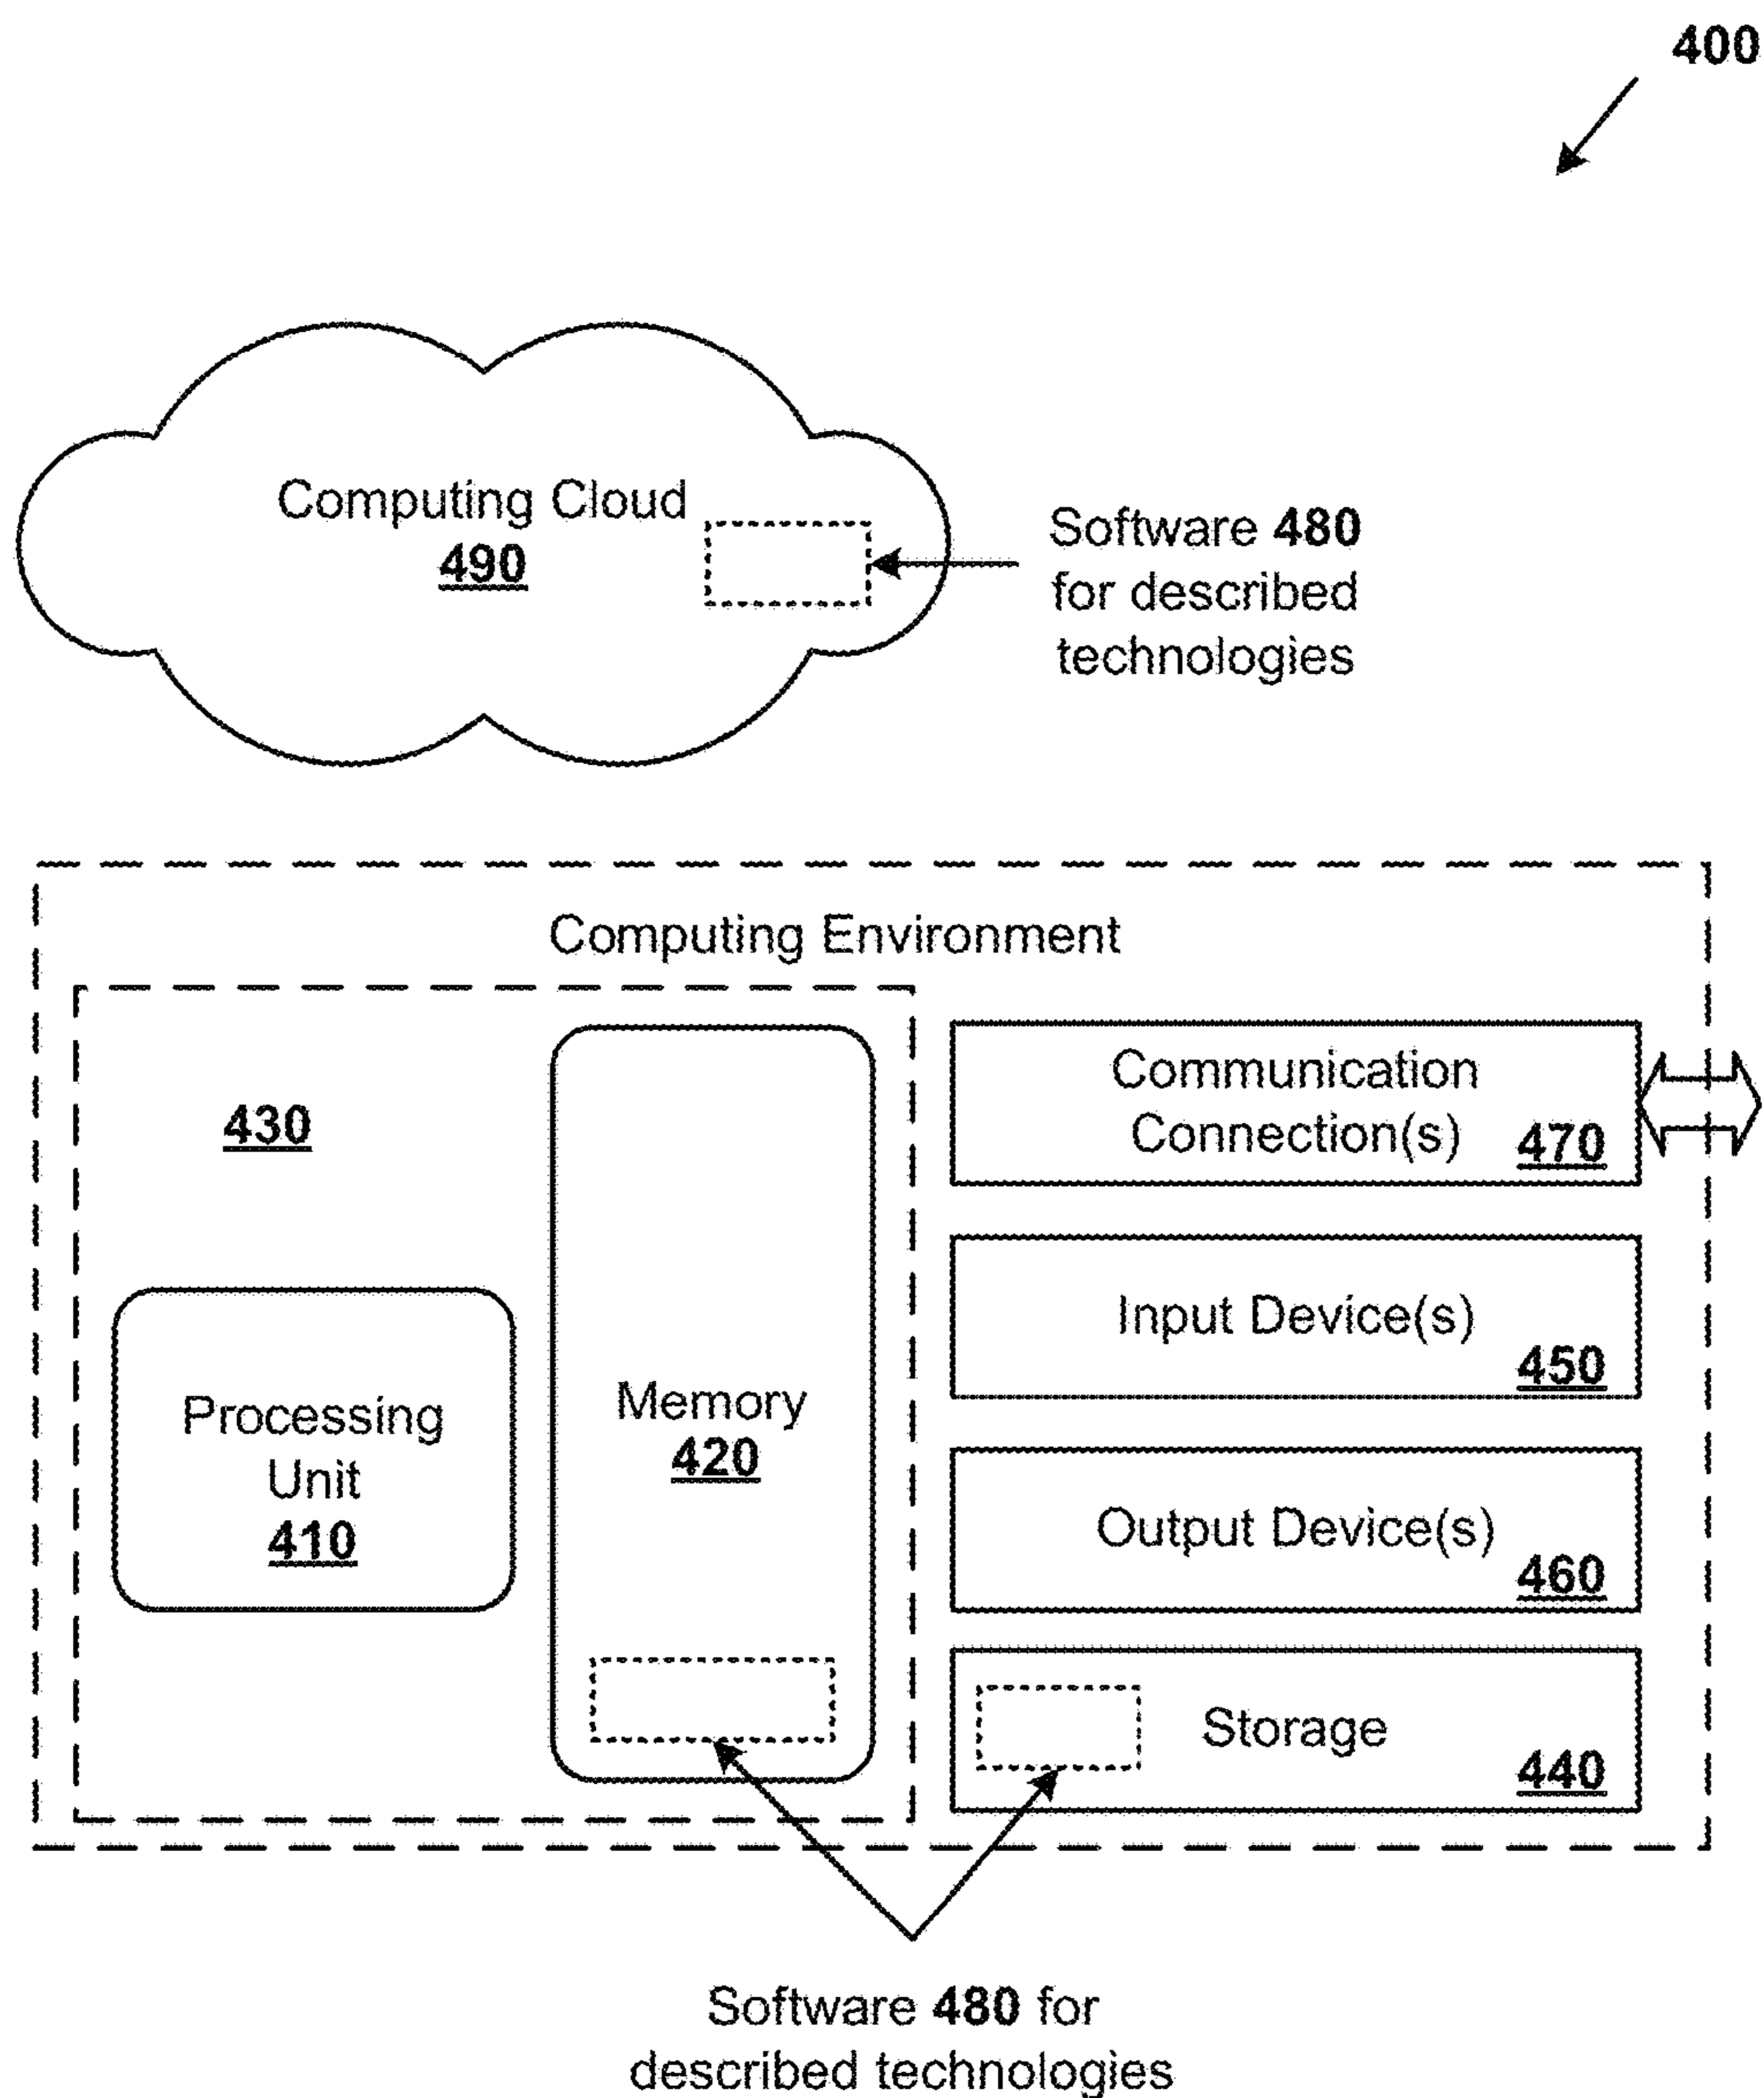 400
Computing Cloud
490
Software 480
for described
technologies
Computing Environment
430
Processing
Unit
410
Memory
420
Communication
Connection(s)
470
Input Device(s)
450
Output Device(s)
460
Storage
440
Software 480 for
described technologies